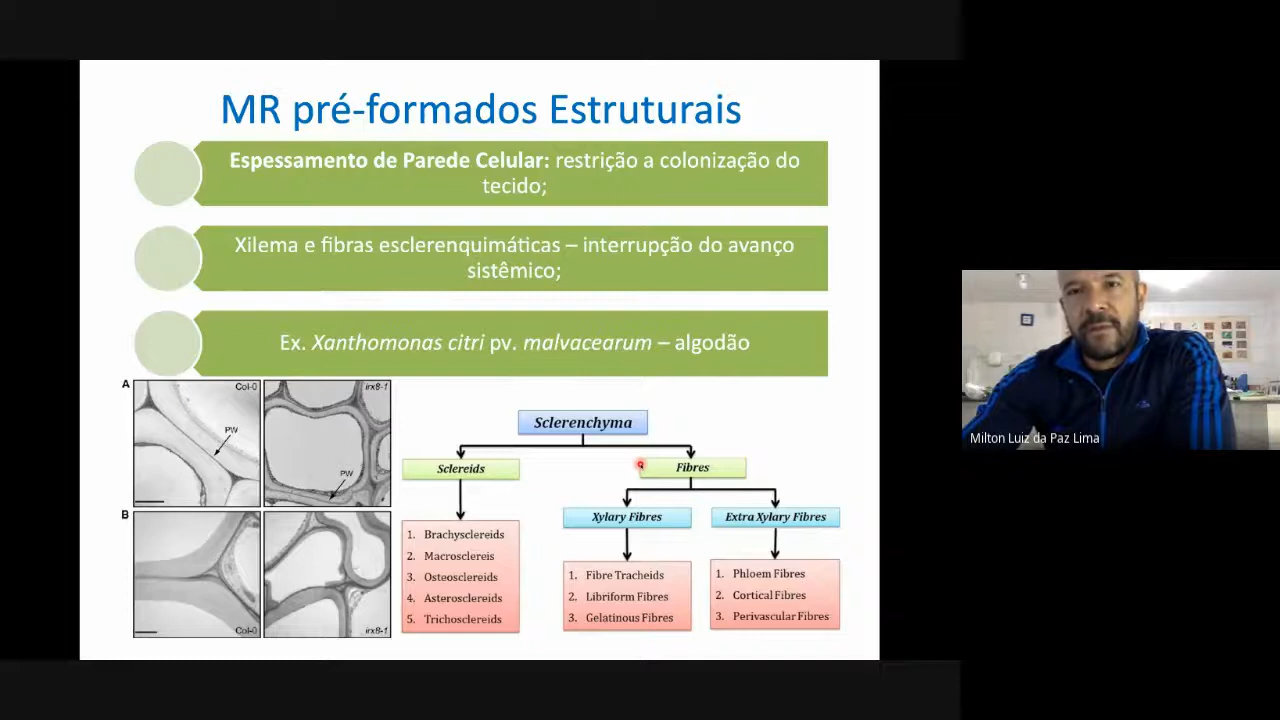 MR pré-formados Estruturais
Espessamento de Parede Celular: restrição a colonização do
tecido;
Xilema e fibras esclerenquimáticas – interrupção do avanço
sistêmico;
Ex. Xanthomonas citri pv. malvacearum – algodão
A
Col-0
PW
irx8-1
PW
B
Col-0
irx8-1
Sclerenchyma
Sclereids
Fibres
Xylary Fibres
Extra Xylary Fibres
1. Brachysclereids
2. Macrosclereis
3. Osteosclereids
4. Asterosclereids
5. Trichosclereids
1. Fibre Tracheids
2. Libriform Fibres
3. Gelatinous Fibres
1. Phloem Fibres
2. Cortical Fibres
3. Perivascular Fibres
Milton Luiz da Paz Lima